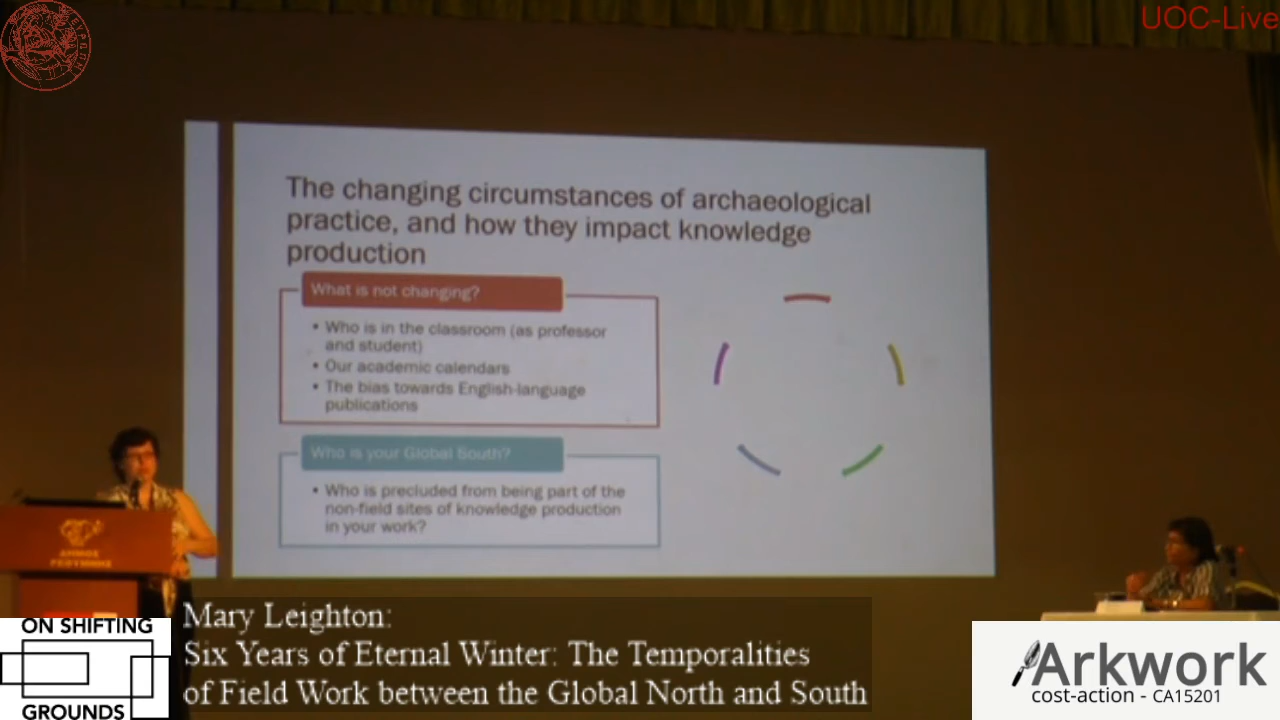 UOC-Live
The changing circumstances of archaeological
practice, and how they impact knowledge
production
What is not changing?
• Who is in the classroom (as professor
and student)
• Our academic calendars
• The bias towards English-language
publications
Who is your Global South?
• Who is precluded from being part of the
non-field sites of knowledge production
in your work?
ΔΗΜΟΣ
ΡΕΘΥΜΝΗΣ
ON SHIFTING
GROUNDS
Mary Leighton:
Six Years of Eternal Winter: The Temporalities
of Field Work between the Global North and South
Arkwork
cost-action - CA15201